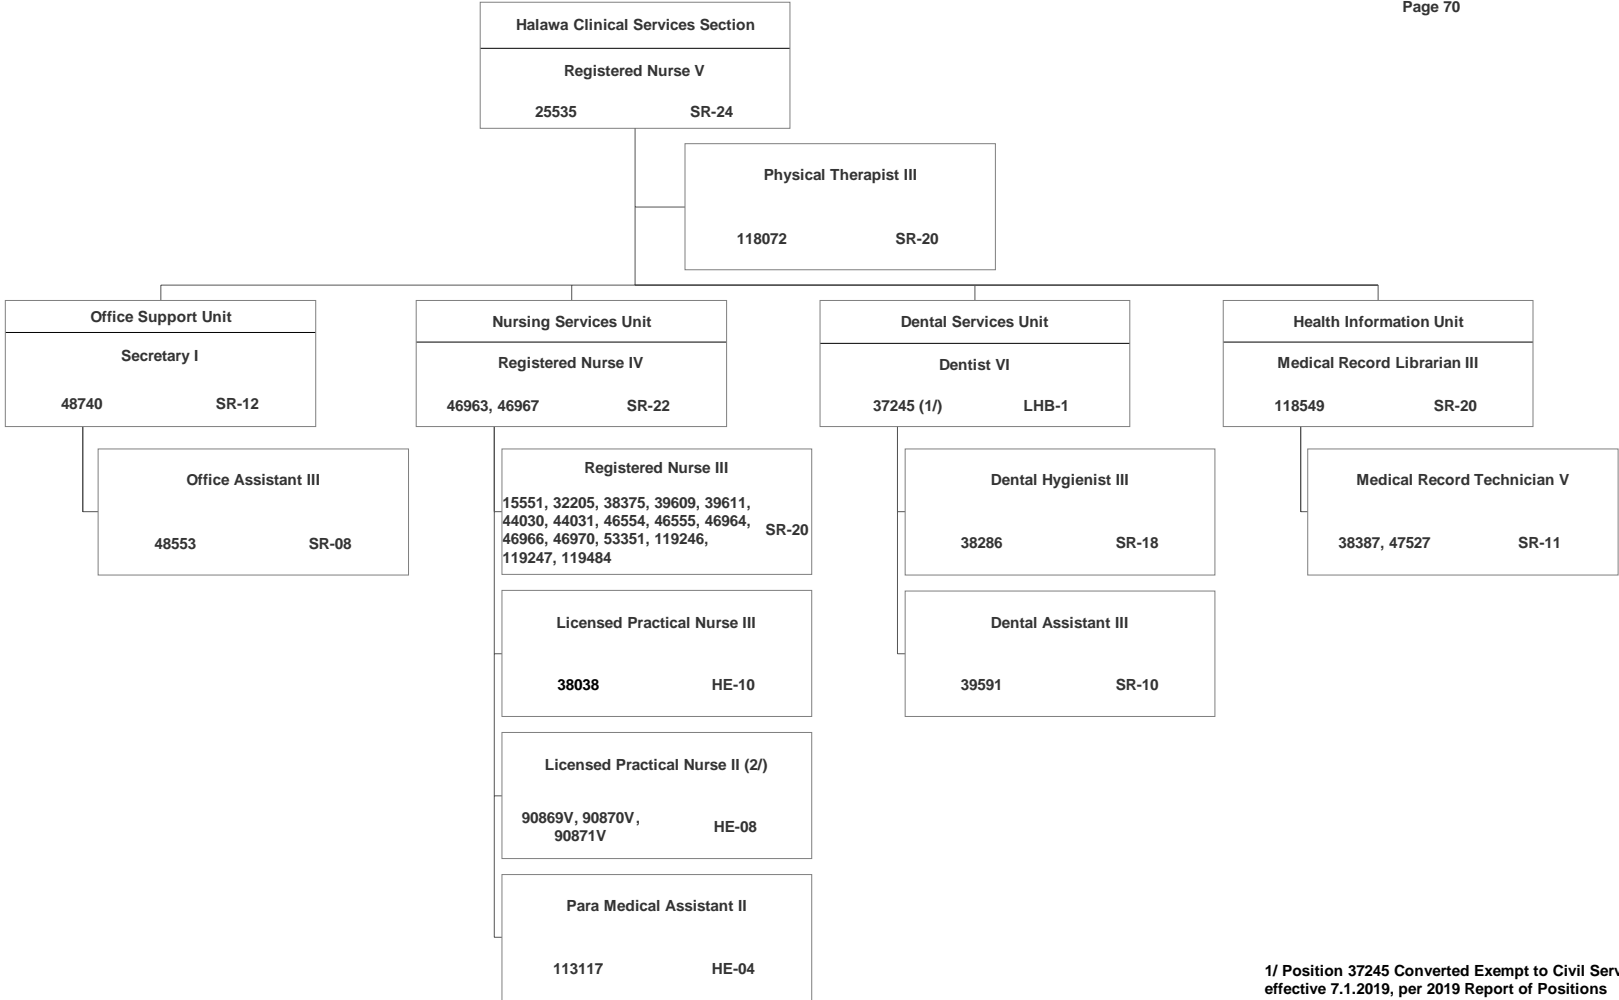 Page 70
Halawa Clinical Services Section
Registered Nurse V
25535 SR-24
Physical Therapist III
118072 SR-20
Office Support Unit
Secretary I
48740 SR-12
Office Assistant III
48553 SR-08
Nursing Services Unit
Registered Nurse IV
46963, 46967 SR-22
Registered Nurse III
15551, 32205, 38375, 39609, 39611,
44030, 44031, 46554, 46555, 46964,
46966, 46970, 53351, 119246,
119247, 119484
SR-20
Licensed Practical Nurse III
38038 HE-10
Licensed Practical Nurse II (2/)
90869V, 90870V,
90871V
HE-08
Para Medical Assistant II
113117 HE-04
Dental Services Unit
Dentist VI
37245 (1/) LHB-1
Dental Hygienist III
38286 SR-18
Dental Assistant III
39591 SR-10
Health Information Unit
Medical Record Librarian III
118549 SR-20
Medical Record Technician V
38387, 47527 SR-11
1/ Position 37245 Converted Exempt to Civil Serv
effective 7.1.2019, per 2019 Report of Positions